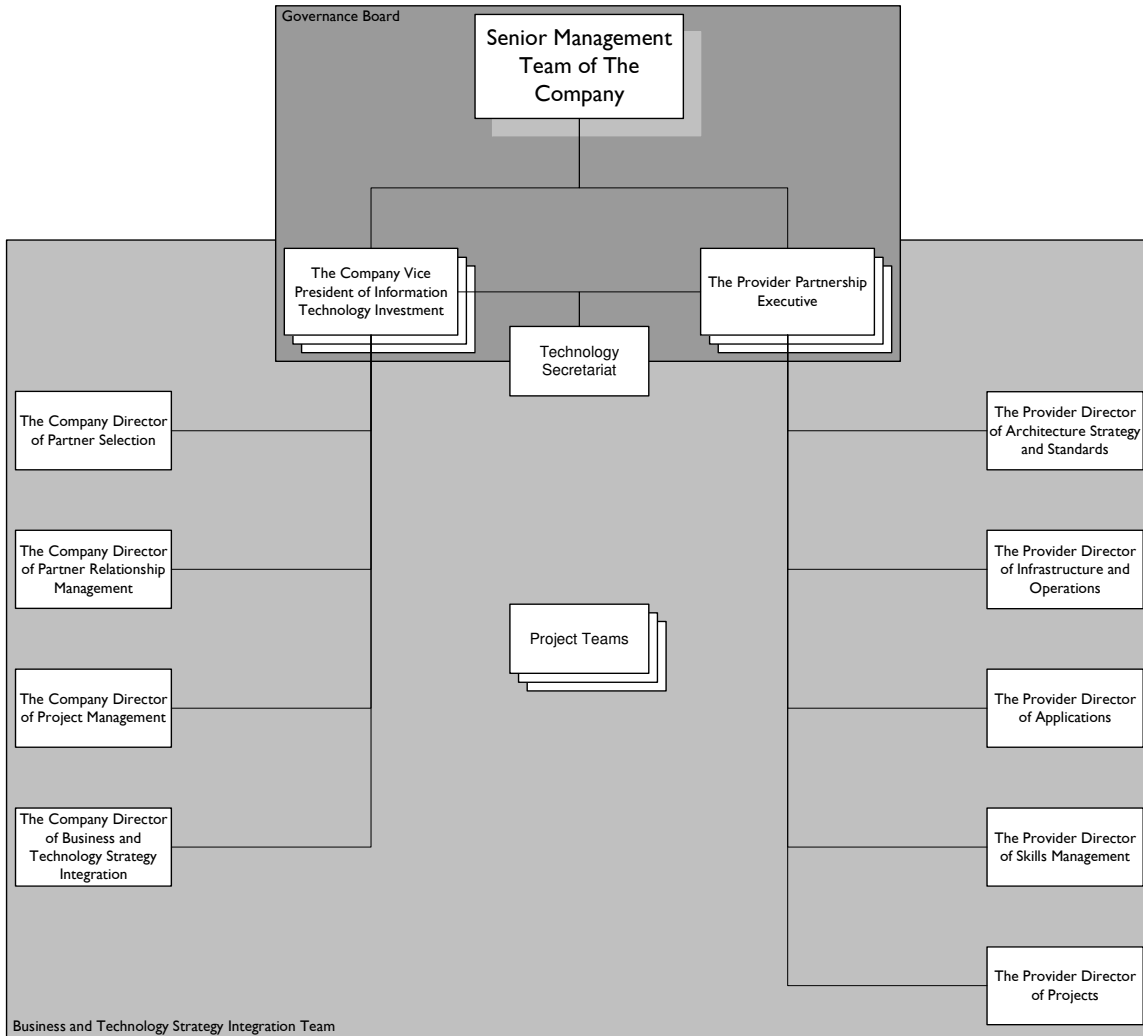 Governance Board
Senior Management
Team of The
Company
The Company Vice
President of Information
Technology Investment
The Provider Partnership
Executive
Technology
Secretariat
The Company Director
of Partner Selection
The Provider Director
of Architecture Strategy
and Standards
The Company Director
of Partner Relationship
Management
The Provider Director
of Infrastructure and
Operations
Project Teams
The Company Director
of Project Management
The Provider Director
of Applications
The Company Director
of Business and
Technology Strategy
Integration
The Provider Director
of Skills Management
The Provider Director
of Projects
Business and Technology Strategy Integration Team